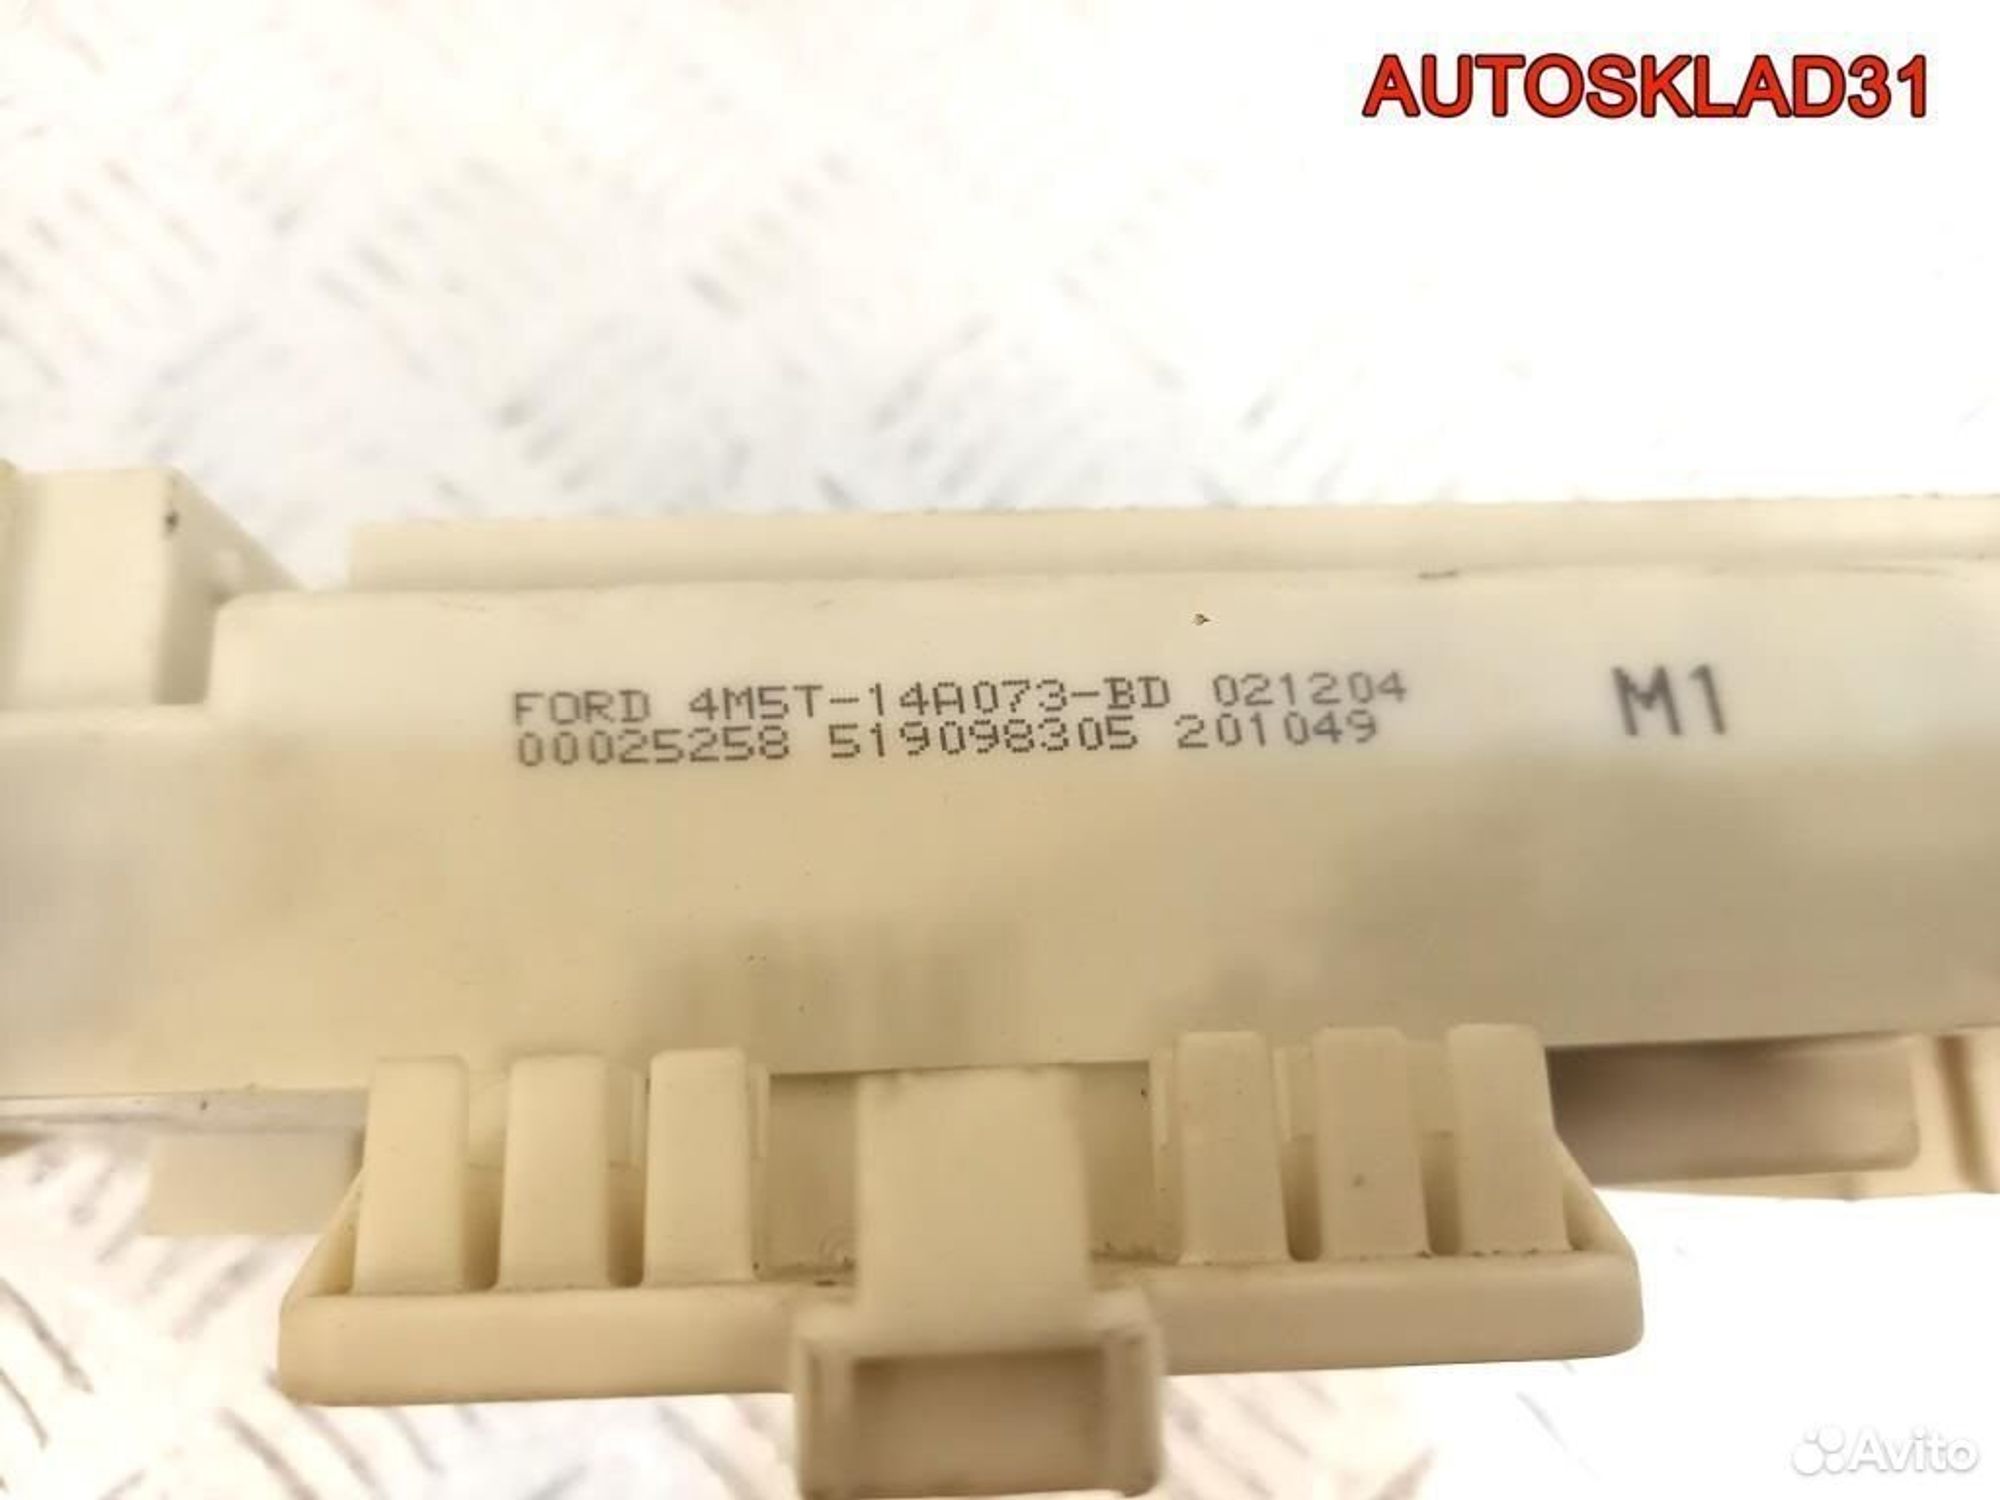 AUTOSKLAD31
FORD 4M5T-14A073-BD 021204
00025258 519098305 201049
M1
Avito